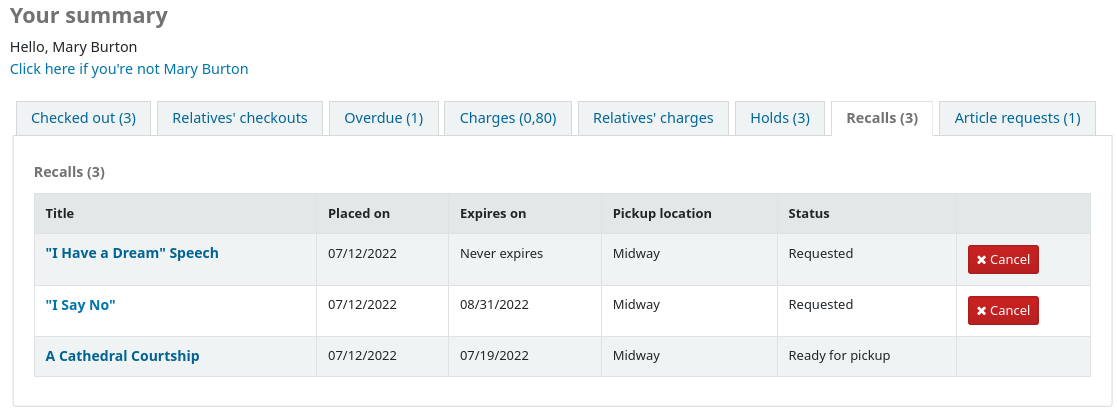 Your summary
Hello, Mary Burton
Click here if you're not Mary Burton
Checked out (3) Relatives' checkouts Overdue (1) Charges (0,80) Relatives' charges Holds (3) Recalls (3) Article requests (1)
Recalls (3)
Title Placed on Expires on Pickup location Status
"I Have a Dream" Speech 07/12/2022 Never expires Midway Requested Cancel
"I Say No" 07/12/2022 08/31/2022 Midway Requested Cancel
A Cathedral Courtship 07/12/2022 07/19/2022 Midway Ready for pickup